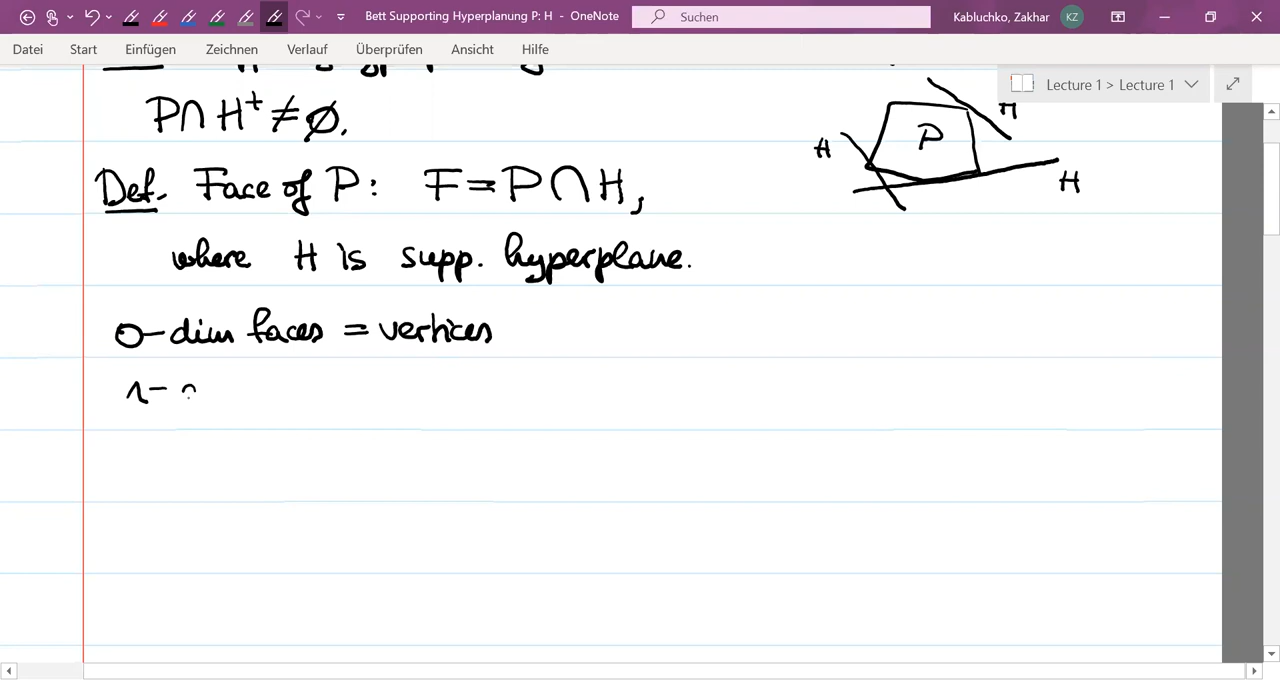 Bett Supporting Hyperplanung P: H - OneNote
Suchen
Kabluchko, Zakhar
KZ
Datei Start Einfügen Zeichnen Verlauf Überprüfen Ansicht Hilfe
Lecture 1 > Lecture 1
P∩H⁺ ≠ ∅.
P
H
H
H
Def. Face of P: F = P∩H,
where H is supp. hyperplane.
0-dim faces = vertices
1-